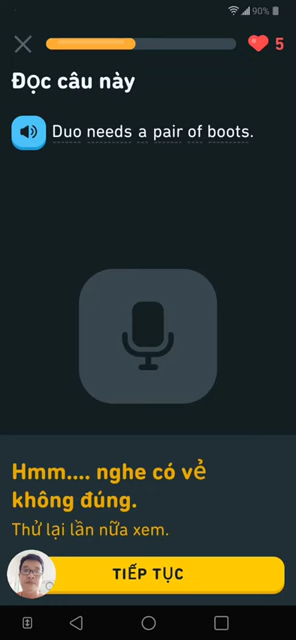 90%
5
Đọc câu này
Duo needs a pair of boots.
Hmm.... nghe có vẻ
không đúng.
Thử lại lần nữa xem.
TIẾP TỤC